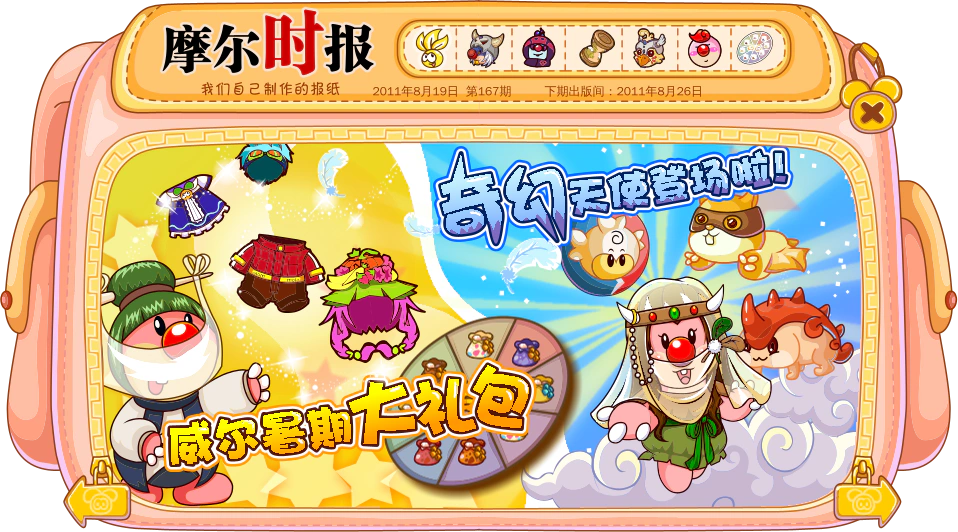 摩尔时报
我们自己制作的报纸
2011年8月19日 第167期 下期出版间：2011年8月26日
奇幻天使登场啦！
威尔暑期大礼包